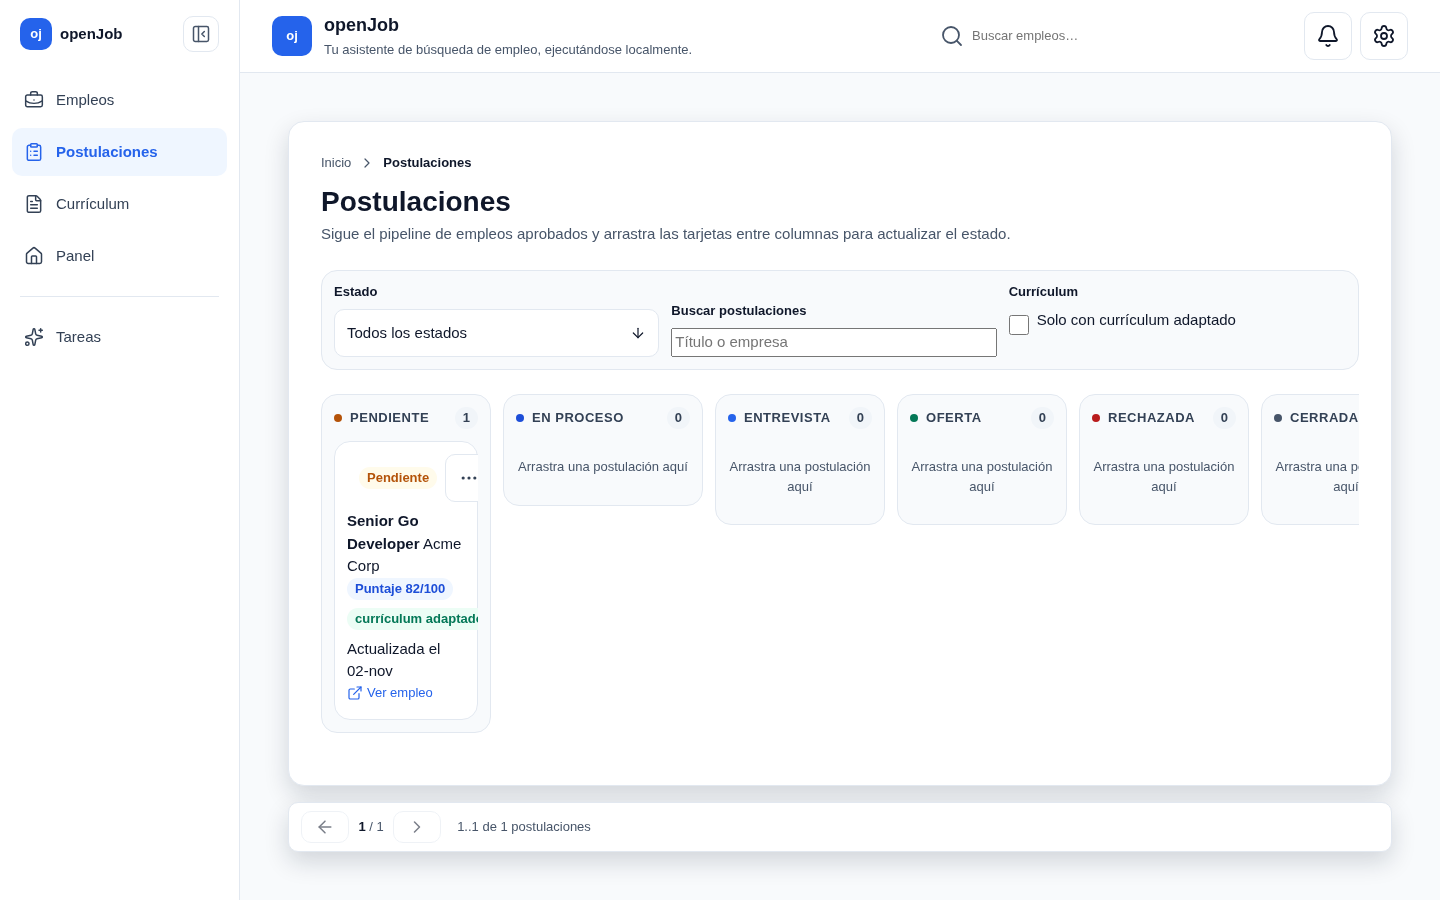 oj openJob
Empleos
Postulaciones
Currículum
Panel
Tareas
oj
openJob
Tu asistente de búsqueda de empleo, ejecutándose localmente.
Buscar empleos…
Inicio > Postulaciones
Postulaciones
Sigue el pipeline de empleos aprobados y arrastra las tarjetas entre columnas para actualizar el estado.
Estado
Todos los estados
Buscar postulaciones
Título o empresa
Currículum
Solo con currículum adaptado
PENDIENTE 1
Pendiente
Senior Go
Developer Acme
Corp
Puntaje 82/100
currículum adaptado
Actualizada el
02-nov
Ver empleo
EN PROCESO 0
Arrastra una postulación aquí
ENTREVISTA 0
Arrastra una postulación
aquí
OFERTA 0
Arrastra una postulación
aquí
RECHAZADA 0
Arrastra una postulación
aquí
CERRADA
Arrastra una
aquí
1 / 1
1..1 de 1 postulaciones